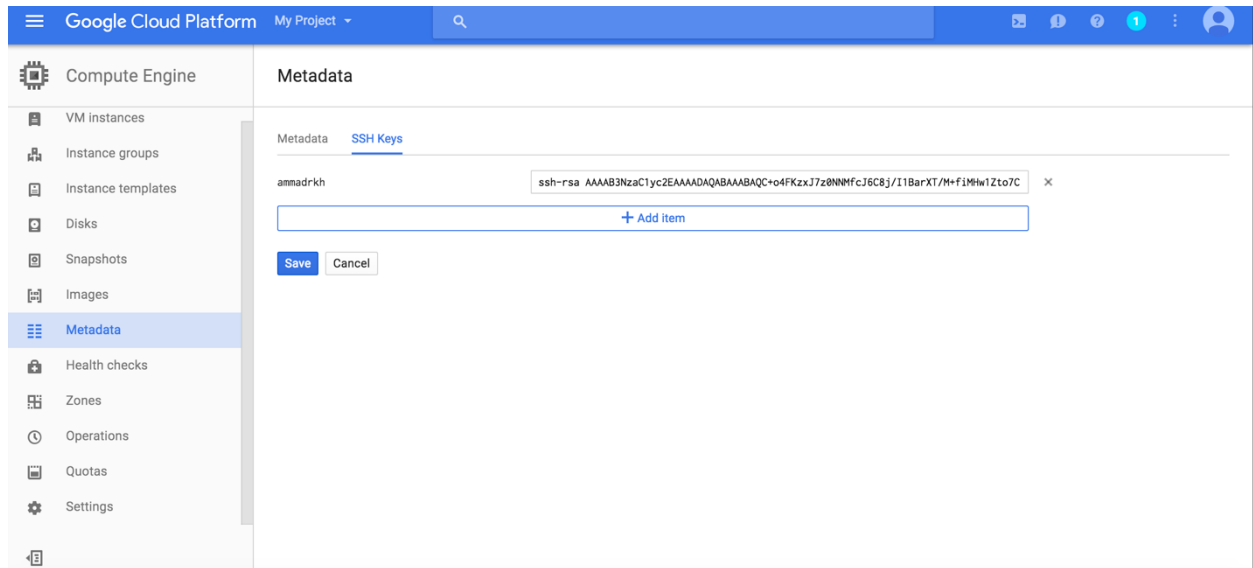 Google Cloud Platform My Project
1
Compute Engine
Metadata
VM instances
Instance groups
Instance templates
Disks
Snapshots
Images
Metadata
Health checks
Zones
Operations
Quotas
Settings
Metadata SSH Keys
ammadrkh ssh-rsa AAAAB3NzaC1yc2EAAAADAQABAAABAQC+o4FKzxJ7z0NNMfcJ6C8j/I1BarXT/M+fiMHw1Zto7C
+ Add item
Save Cancel